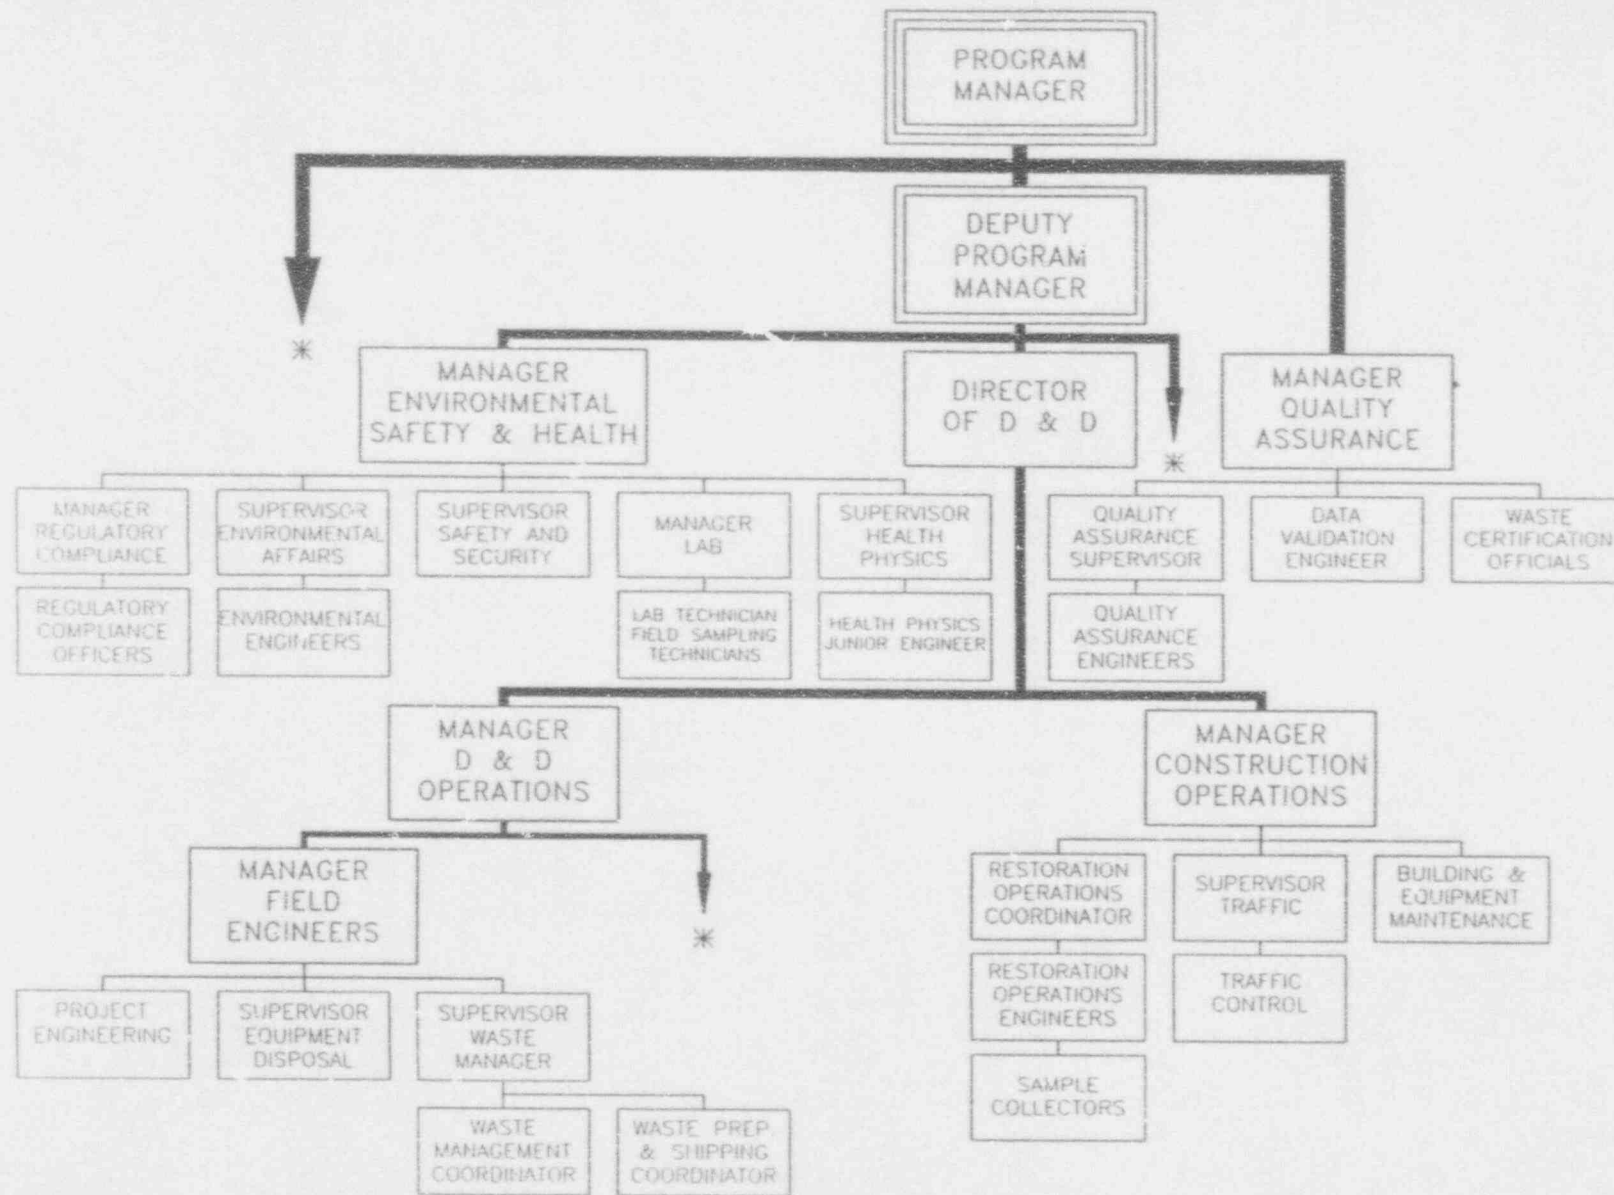 PROGRAM
MANAGER
DEPUTY
PROGRAM
MANAGER
*
MANAGER
ENVIRONMENTAL
SAFETY & HEALTH
DIRECTOR
OF D & D
*
MANAGER
QUALITY
ASSURANCE
MANAGER
REGULATORY
COMPLIANCE
SUPERVISOR
ENVIRONMENTAL
AFFAIRS
SUPERVISOR
SAFETY AND
SECURITY
MANAGER
LAB
SUPERVISOR
HEALTH
PHYSICS
QUALITY
ASSURANCE
SUPERVISOR
DATA
VALIDATION
ENGINEER
WASTE
CERTIFICATION
OFFICIALS
REGULATORY
COMPLIANCE
OFFICERS
ENVIRONMENTAL
ENGINEERS
LAB TECHNICIAN
FIELD SAMPLING
TECHNICIANS
HEALTH PHYSICS
JUNIOR ENGINEER
QUALITY
ASSURANCE
ENGINEERS
MANAGER
D & D
OPERATIONS
MANAGER
CONSTRUCTION
OPERATIONS
MANAGER
FIELD
ENGINEERS
*
RESTORATION
OPERATIONS
COORDINATOR
SUPERVISOR
TRAFFIC
BUILDING &
EQUIPMENT
MAINTENANCE
PROJECT
ENGINEERING
SUPERVISOR
EQUIPMENT
DISPOSAL
SUPERVISOR
WASTE
MANAGER
RESTORATION
OPERATIONS
ENGINEERS
TRAFFIC
CONTROL
SAMPLE
COLLECTORS
WASTE
MANAGEMENT
COORDINATOR
WASTE PREP
& SHIPPING
COORDINATOR